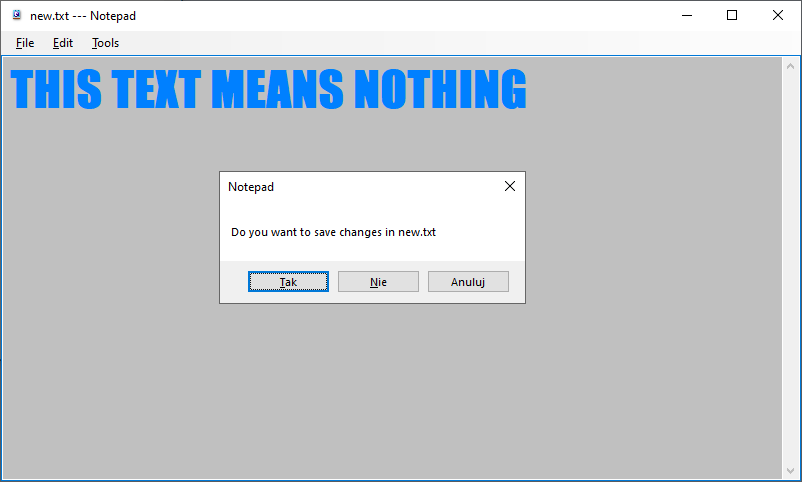 new.txt --- Notepad
File Edit Tools
THIS TEXT MEANS NOTHING
Notepad
Do you want to save changes in new.txt
Tak Nie Anuluj